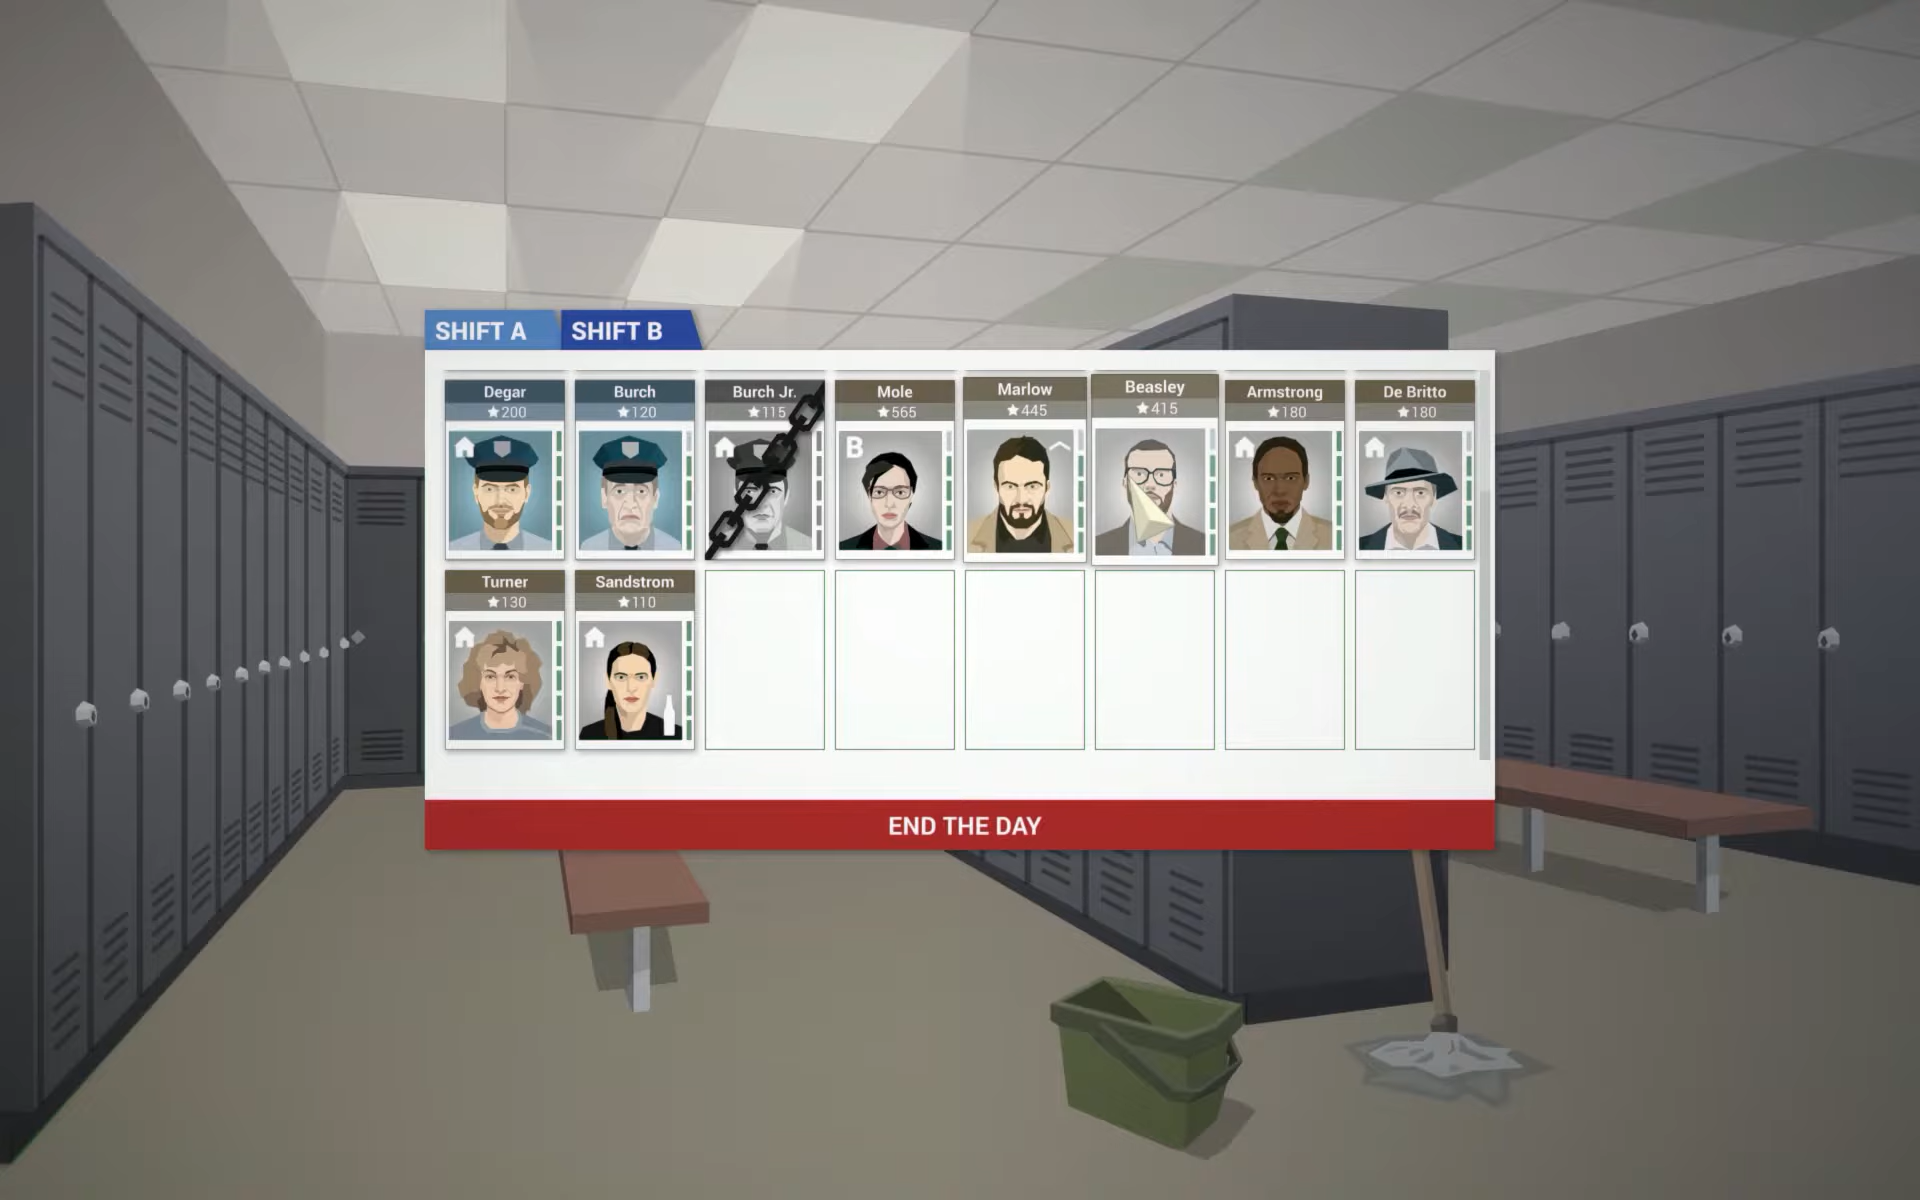 SHIFT A
SHIFT B
Degar
★200
Burch
★120
Burch Jr.
★115
Mole
★565
B
Marlow
★445
Beasley
★415
Armstrong
★180
De Britto
★180
Turner
★130
Sandstrom
★110
END THE DAY